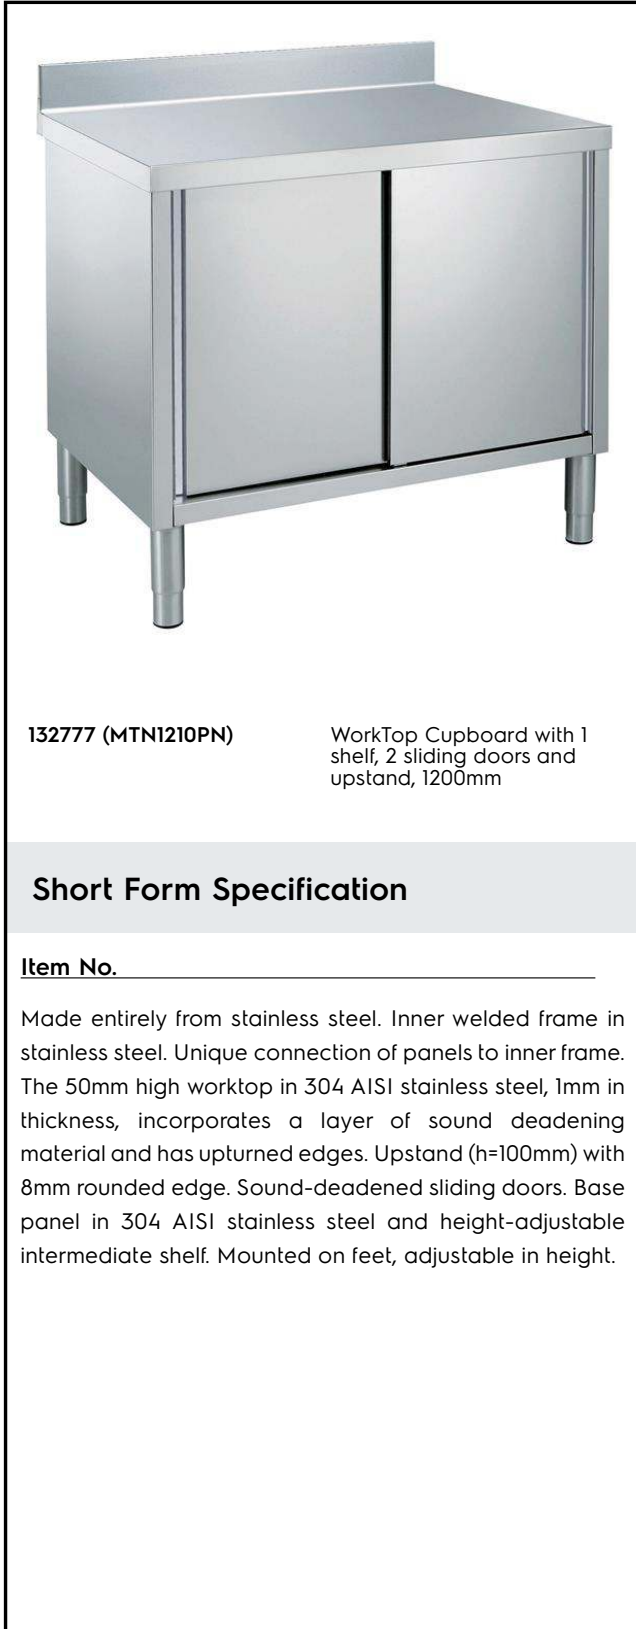 132777 (MTN1210PN)
WorkTop Cupboard with 1
shelf, 2 sliding doors and
upstand, 1200mm
Short Form Specification
Item No.
Made entirely from stainless steel. Inner welded frame in
stainless steel. Unique connection of panels to inner frame.
The 50mm high worktop in 304 AISI stainless steel, 1mm in
thickness, incorporates a layer of sound deadening
material and has upturned edges. Upstand (h=100mm) with
8mm rounded edge. Sound-deadened sliding doors. Base
panel in 304 AISI stainless steel and height-adjustable
intermediate shelf. Mounted on feet, adjustable in height.